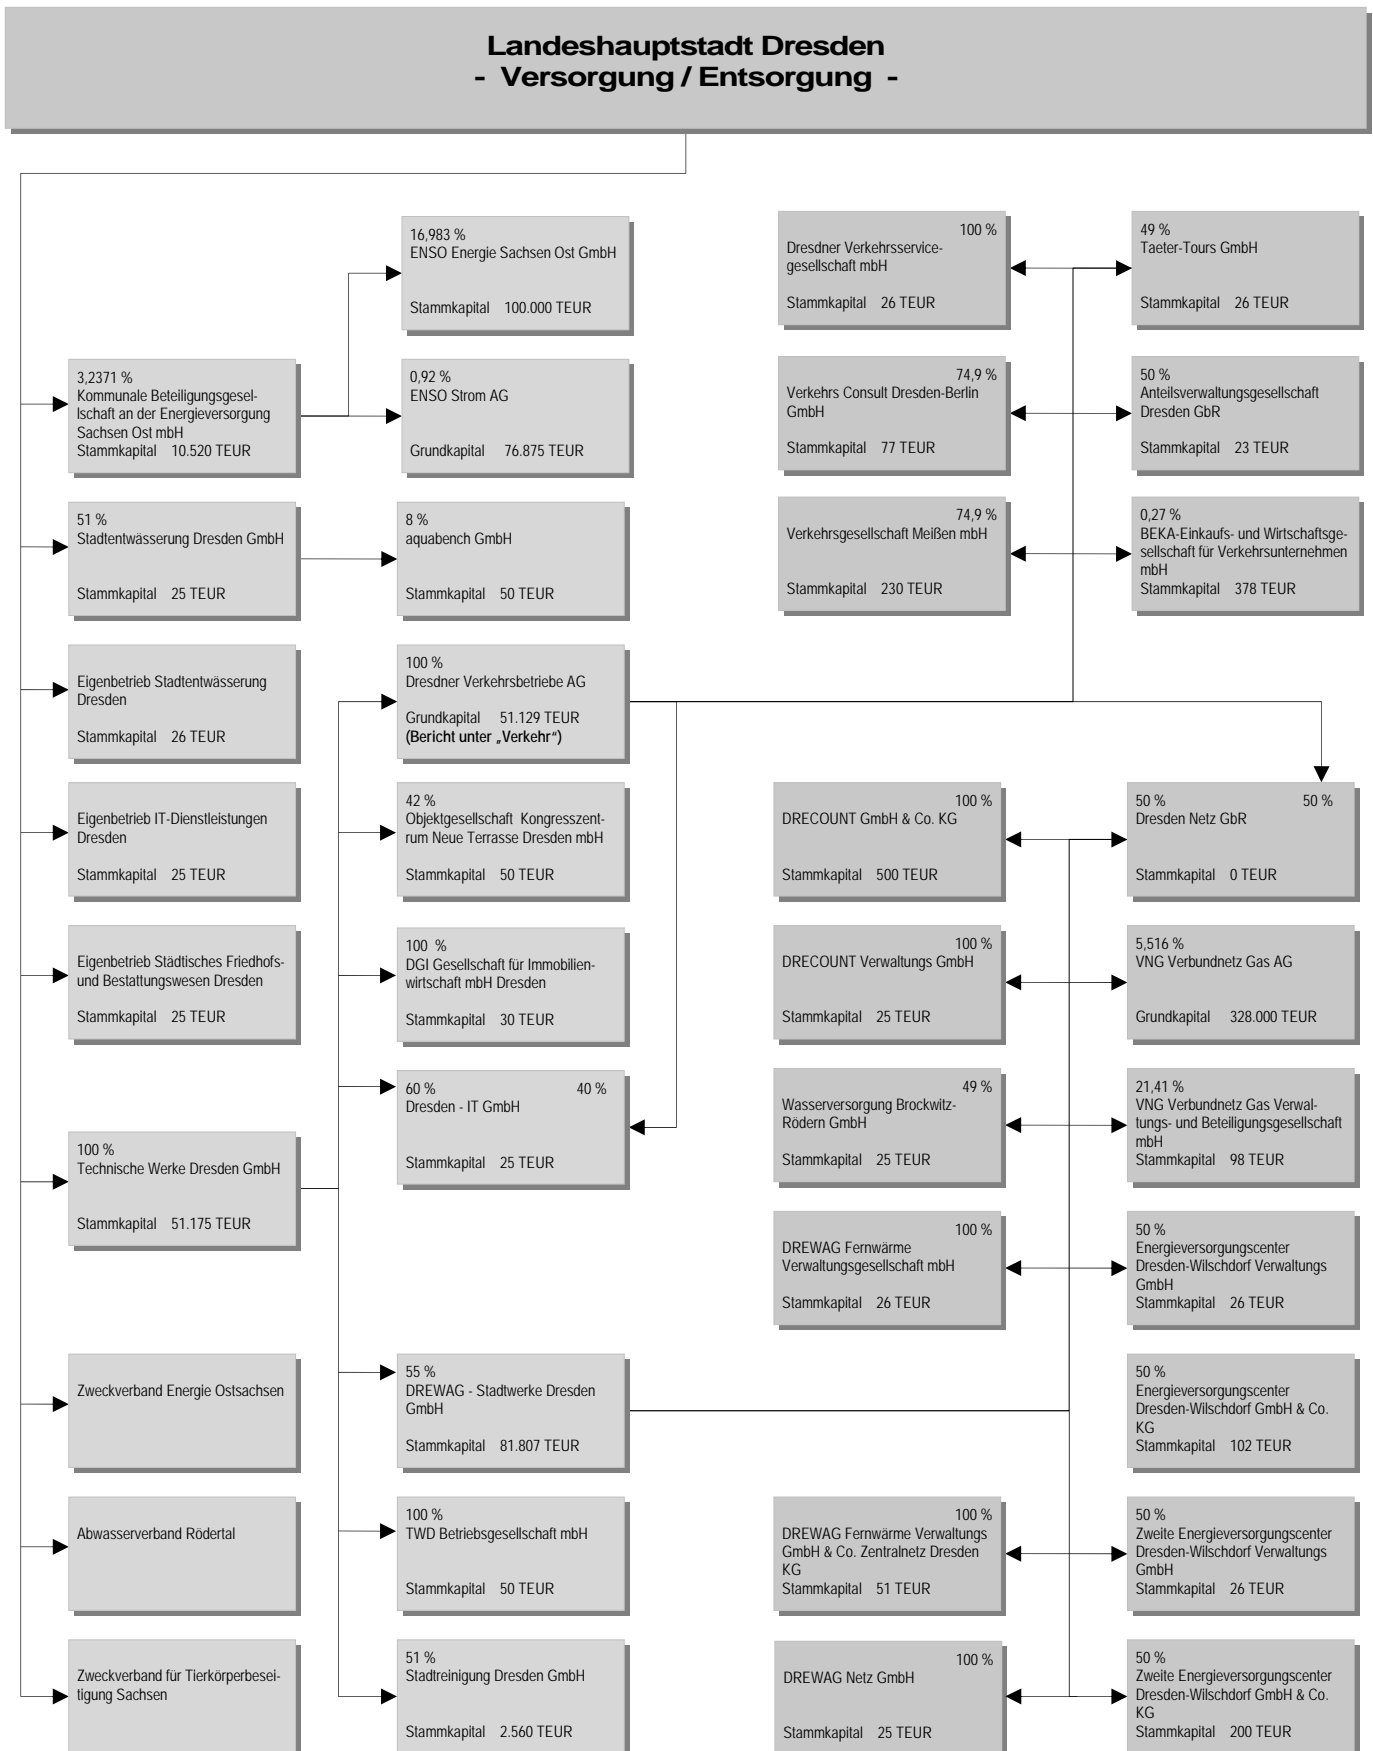 Landeshauptstadt Dresden
- Versorgung / Entsorgung -
16,983 %
ENSO Energie Sachsen Ost GmbH
Stammkapital 100.000 TEUR
100 %
Dresdner Verkehrsservice-
gesellschaft mbH
Stammkapital 26 TEUR
49 %
Taeter-Tours GmbH
Stammkapital 26 TEUR
3,2371 %
Kommunale Beteiligungsgesel-
lschaft an der Energieversorgung
Sachsen Ost mbH
Stammkapital 10.520 TEUR
0,92 %
ENSO Strom AG
Grundkapital 76.875 TEUR
74,9 %
Verkehrs Consult Dresden-Berlin
GmbH
Stammkapital 77 TEUR
50 %
Anteilsverwaltungsgesellschaft
Dresden GbR
Stammkapital 23 TEUR
51 %
Stadtentwässerung Dresden GmbH
Stammkapital 25 TEUR
8 %
aquabench GmbH
Stammkapital 50 TEUR
74,9 %
Verkehrsgesellschaft Meißen mbH
Stammkapital 230 TEUR
0,27 %
BEKA-Einkaufs- und Wirtschaftsge-
sellschaft für Verkehrsunternehmen
mbH
Stammkapital 378 TEUR
Eigenbetrieb Stadtentwässerung
Dresden
Stammkapital 26 TEUR
100 %
Dresdner Verkehrsbetriebe AG
Grundkapital 51.129 TEUR
(Bericht unter „Verkehr“)
Eigenbetrieb IT-Dienstleistungen
Dresden
Stammkapital 25 TEUR
42 %
Objektgesellschaft Kongresszent-
rum Neue Terrasse Dresden mbH
Stammkapital 50 TEUR
100 %
DRECOUNT GmbH & Co. KG
Stammkapital 500 TEUR
50 % 50 %
Dresden Netz GbR
Stammkapital 0 TEUR
Eigenbetrieb Städtisches Friedhofs-
und Bestattungswesen Dresden
Stammkapital 25 TEUR
100 %
DGI Gesellschaft für Immobilien-
wirtschaft mbH Dresden
Stammkapital 30 TEUR
100 %
DRECOUNT Verwaltungs GmbH
Stammkapital 25 TEUR
5,516 %
VNG Verbundnetz Gas AG
Grundkapital 328.000 TEUR
100 %
Technische Werke Dresden GmbH
Stammkapital 51.175 TEUR
60 % 40 %
Dresden - IT GmbH
Stammkapital 25 TEUR
49 %
Wasserversorgung Brockwitz-
Rödern GmbH
Stammkapital 25 TEUR
21,41 %
VNG Verbundnetz Gas Verwal-
tungs- und Beteiligungsgesellschaft
mbH
Stammkapital 98 TEUR
100 %
DREWAG Fernwärme
Verwaltungsgesellschaft mbH
Stammkapital 26 TEUR
50 %
Energieversorgungscenter
Dresden-Wilschdorf Verwaltungs
GmbH
Stammkapital 26 TEUR
Zweckverband Energie Ostsachsen
55 %
DREWAG - Stadtwerke Dresden
GmbH
Stammkapital 81.807 TEUR
50 %
Energieversorgungscenter
Dresden-Wilschdorf GmbH & Co.
KG
Stammkapital 102 TEUR
Abwasserverband Rödertal
100 %
TWD Betriebsgesellschaft mbH
Stammkapital 50 TEUR
100 %
DREWAG Fernwärme Verwaltungs
GmbH & Co. Zentralnetz Dresden
KG
Stammkapital 51 TEUR
50 %
Zweite Energieversorgungscenter
Dresden-Wilschdorf Verwaltungs
GmbH
Stammkapital 26 TEUR
Zweckverband für Tierkörperbesei-
tigung Sachsen
51 %
Stadtreinigung Dresden GmbH
Stammkapital 2.560 TEUR
100 %
DREWAG Netz GmbH
Stammkapital 25 TEUR
50 %
Zweite Energieversorgungscenter
Dresden-Wilschdorf GmbH & Co.
KG
Stammkapital 200 TEUR